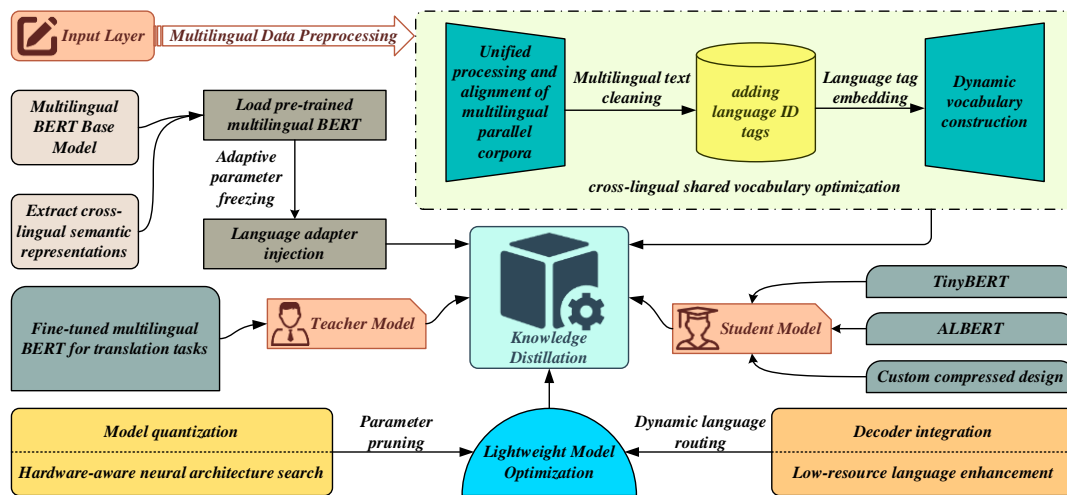 Input Layer
Multilingual Data Preprocessing
Unified
processing and
alignment of
multilingual
parallel
corpora
Multilingual text
cleaning
adding
language ID
tags
Language tag
embedding
Dynamic
vocabulary
construction
cross-lingual shared vocabulary optimization
Multilingual
BERT Base
Model
Load pre-trained
multilingual BERT
Adaptive
parameter
freezing
Extract cross-
lingual semantic
representations
Language adapter
injection
Fine-tuned multilingual
BERT for translation tasks
Teacher Model
Knowledge
Distillation
Student Model
TinyBERT
ALBERT
Custom compressed design
Model quantization
Hardware-aware neural architecture search
Parameter
pruning
Lightweight Model
Optimization
Dynamic language
routing
Decoder integration
Low-resource language enhancement